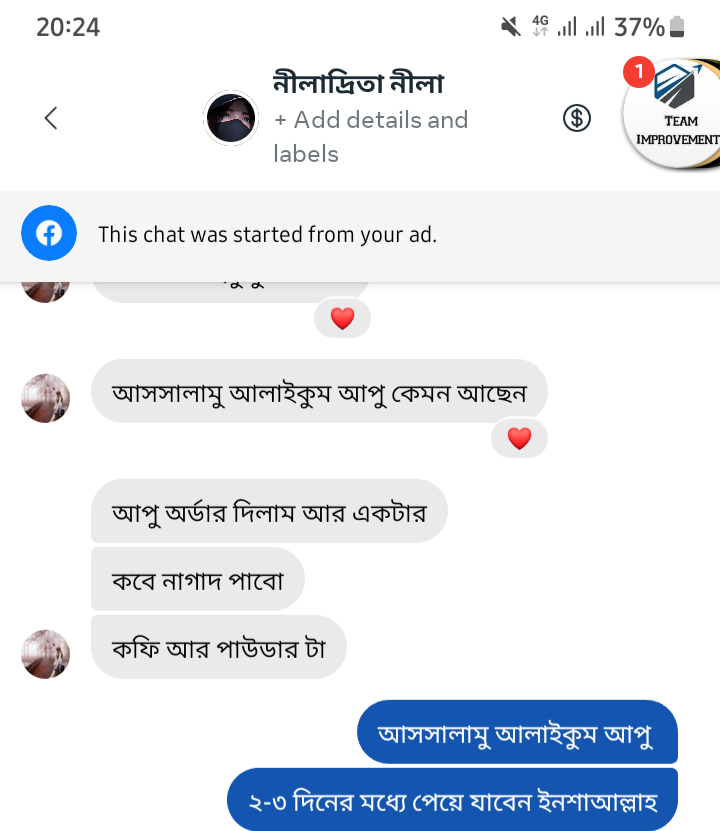 20:24
4G
37%
নীলাদ্রিতা নীলা
+ Add details and
labels
1
TEAM
IMPROVEMENT
This chat was started from your ad.
আসসালামু আলাইকুম আপু কেমন আছেন
আপু অর্ডার দিলাম আর একটার
কবে নাগাদ পাবো
কফি আর পাউডার টা
আসসালামু আলাইকুম আপু
২-৩ দিনের মধ্যে পেয়ে যাবেন ইনশাআল্লাহ